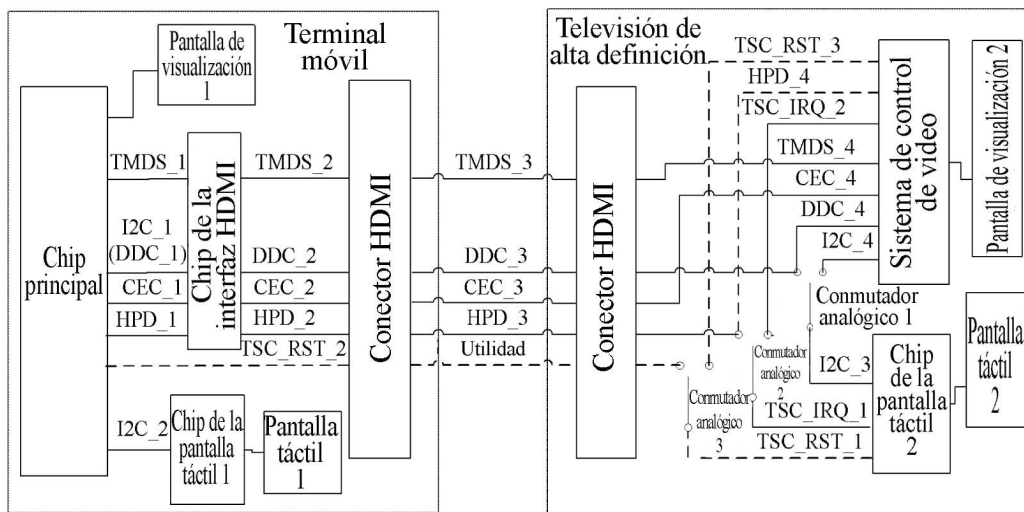 Pantalla de
visualización
1
Terminal
móvil
Chip
principal
TMDS_1
I2C_1
(DDC_1)
CEC_1
HPD_1
Chip de la
interfaz HDMI
TMDS_2
DDC_2
CEC_2
HPD_2
TSC_RST_2
I2C_2
Chip de la
pantalla
táctil 1
Pantalla
táctil
1
Conector HDMI
TMDS_3
DDC_3
CEC_3
HPD_3
Utilidad
Televisión de
alta definición
Conector HDMI
TSC_RST_3
HPD_4
TSC_IRQ_2
TMDS_4
CEC_4
DDC_4
I2C_4
Sistema de control
de video
Pantalla de visualización 2
Conmutador
analógico 1
Conmutador
analógico
2
Conmutador
analógico
3
I2C_3
TSC_IRQ_1
TSC_RST_1
Chip
de la
pantalla
táctil
2
Pantalla
táctil
2